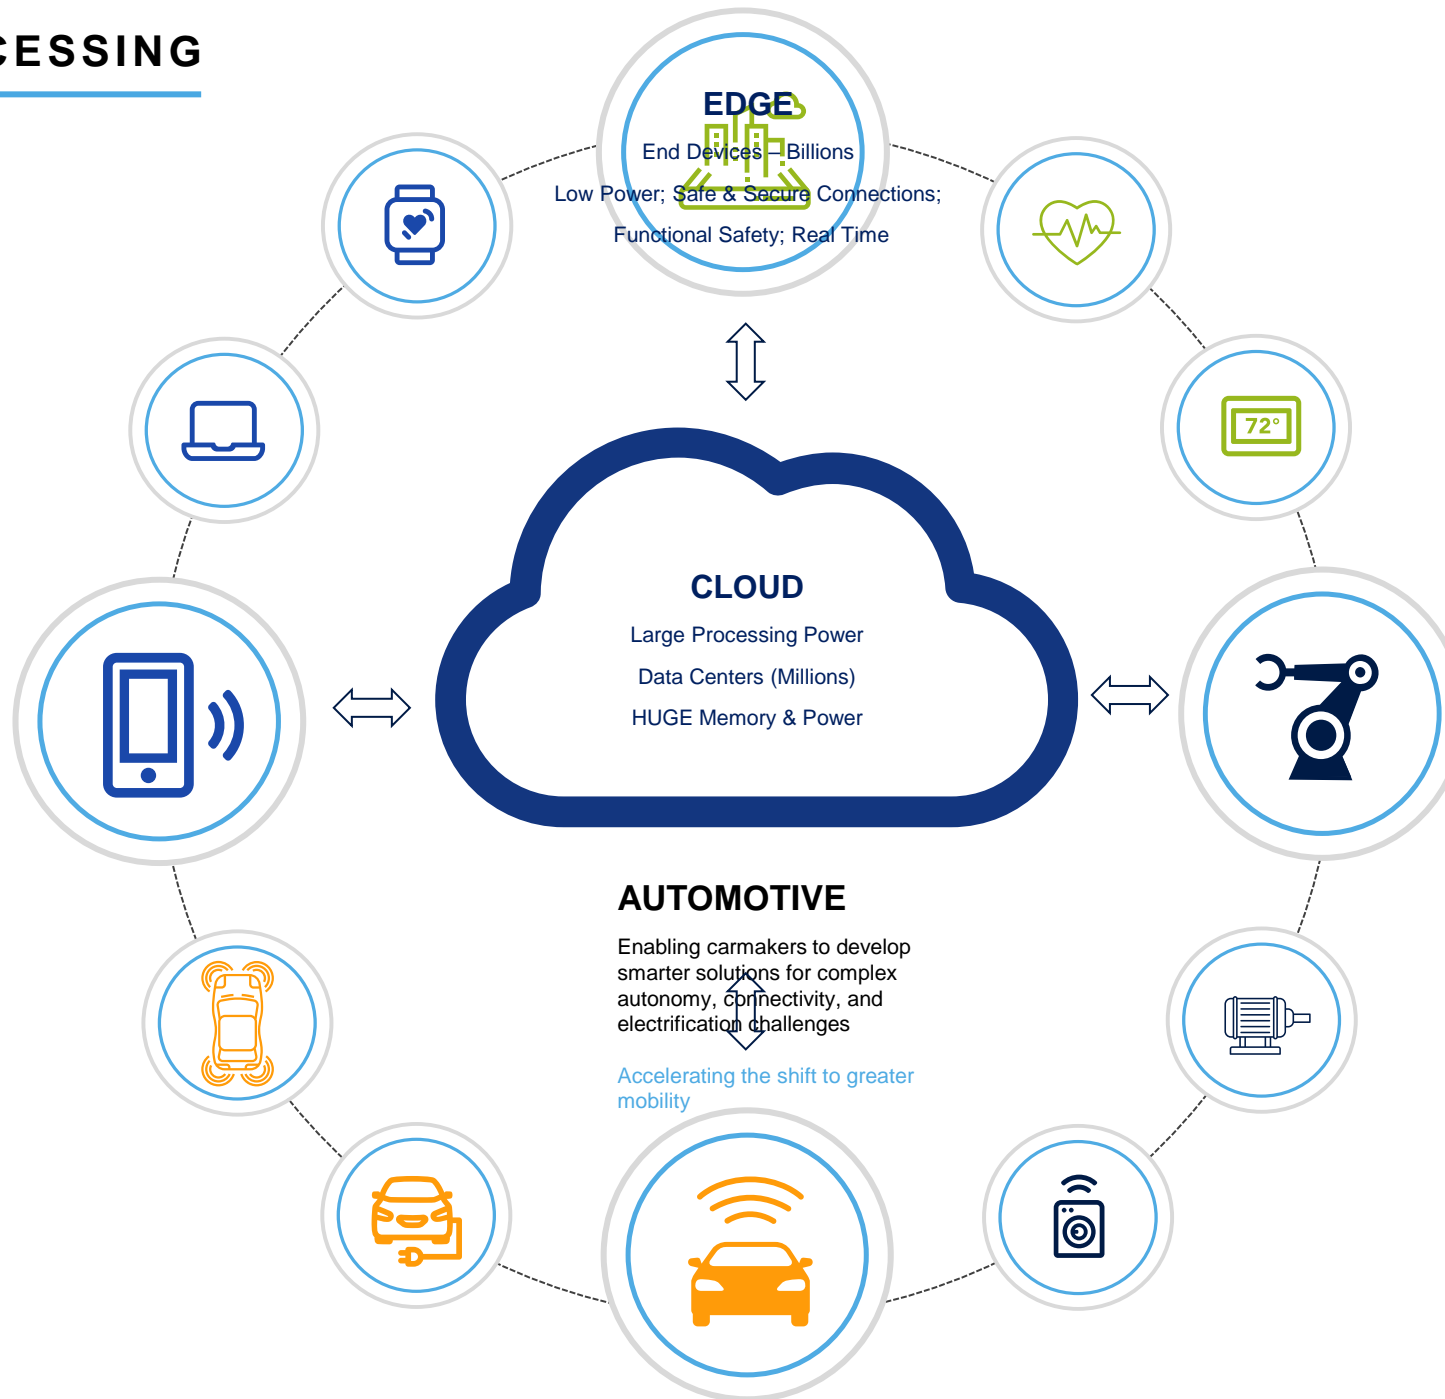 CESSING
EDGE
End Devices – Billions
Low Power; Safe & Secure Connections;
Functional Safety; Real Time
72°
CLOUD
Large Processing Power
Data Centers (Millions)
HUGE Memory & Power
AUTOMOTIVE
Enabling carmakers to develop
smarter solutions for complex
autonomy, connectivity, and
electrification challenges
Accelerating the shift to greater
mobility